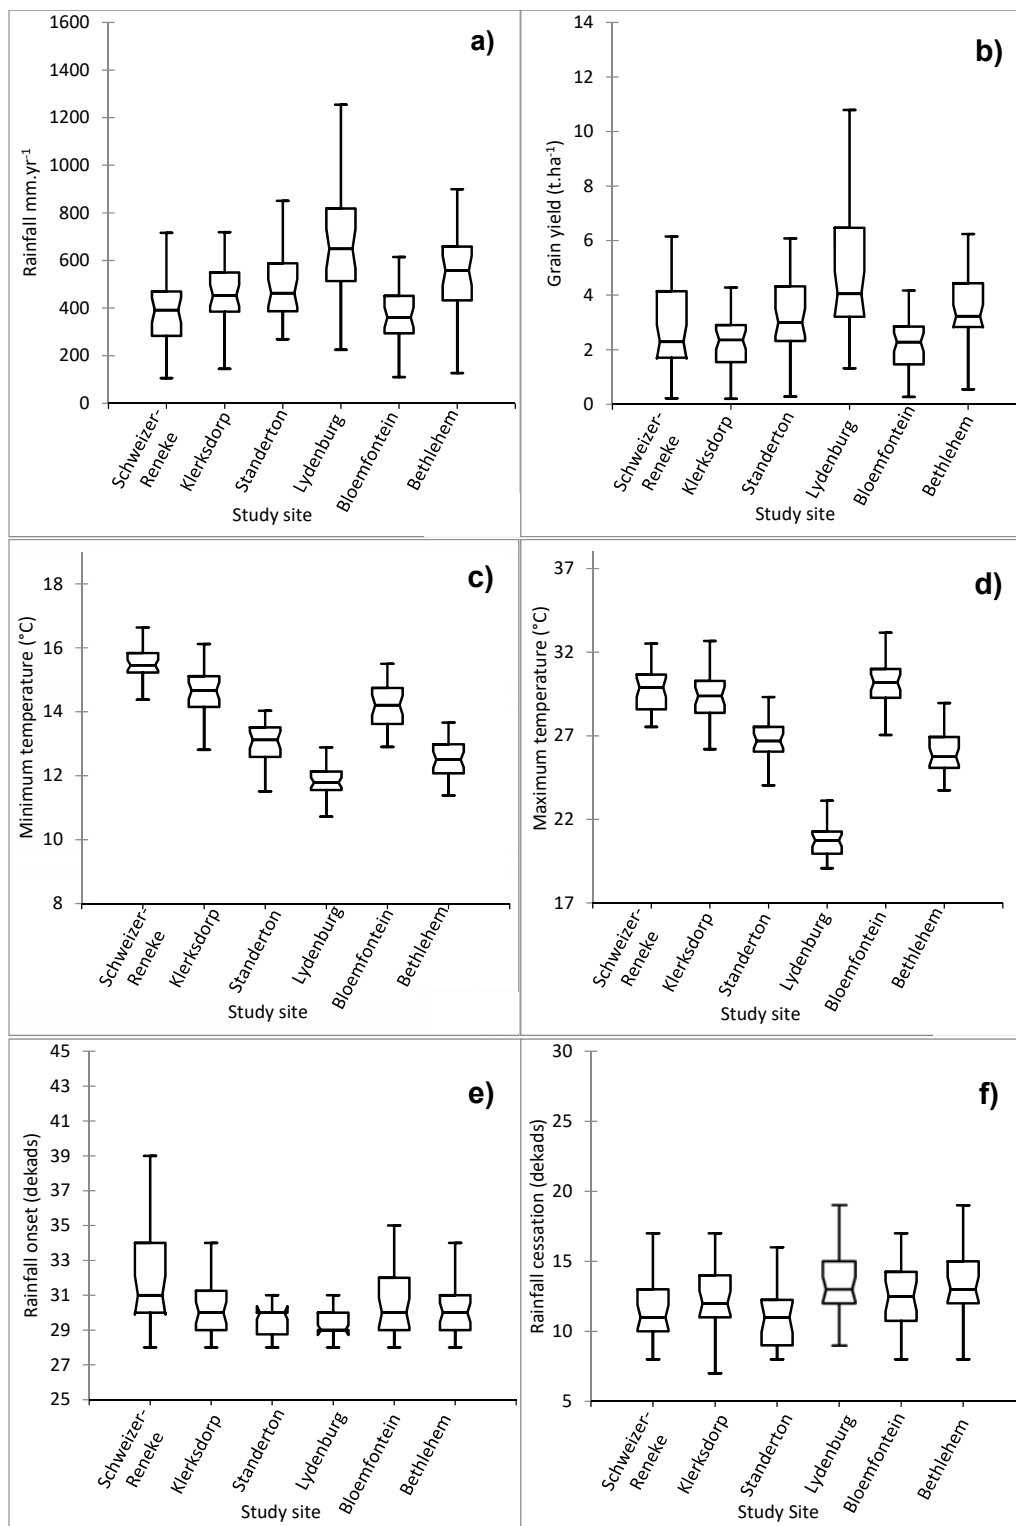 a)
Rainfall mm.yr⁻¹
1600
1400
1200
1000
800
600
400
200
0
Schweizer-
Reneke
Klerksdorp
Standerton
Lydenburg
Bloemfontein
Bethlehem
Study site
b)
Grain yield (t.ha⁻¹)
14
12
10
8
6
4
2
0
Schweizer-
Reneke
Klerksdorp
Standerton
Lydenburg
Bloemfontein
Bethlehem
Study site
c)
Minimum temperature (°C)
18
16
14
12
10
8
Schweizer-
Reneke
Klerksdorp
Standerton
Lydenburg
Bloemfontein
Bethlehem
Study site
d)
Maximum temperature (°C)
37
32
27
22
17
Schweizer-
Reneke
Klerksdorp
Standerton
Lydenburg
Bloemfontein
Bethlehem
Study site
e)
Rainfall onset (dekads)
45
43
41
39
37
35
33
31
29
27
25
Schweizer-
Reneke
Klerksdorp
Standerton
Lydenburg
Bloemfontein
Bethlehem
Study site
f)
Rainfall cessation (dekads)
30
25
20
15
10
5
Schweizer-
Reneke
Klerksdorp
Standerton
Lydenburg
Bloemfontein
Bethlehem
Study Site